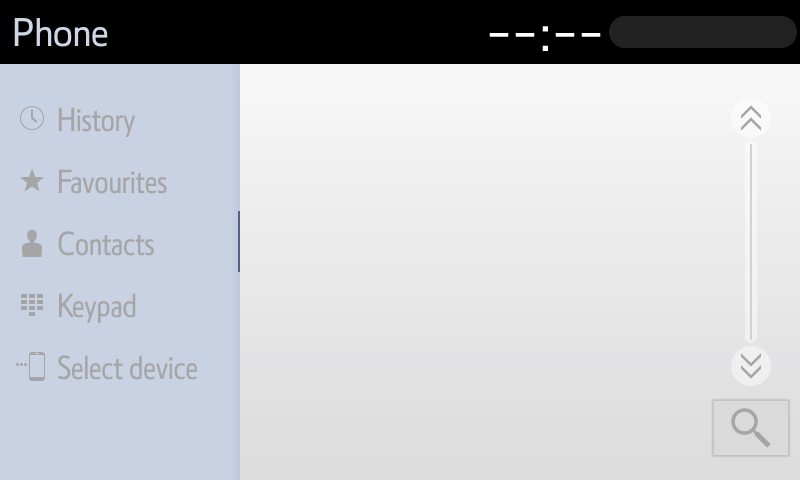 Phone
--:--
History
Favourites
Contacts
Keypad
Select device